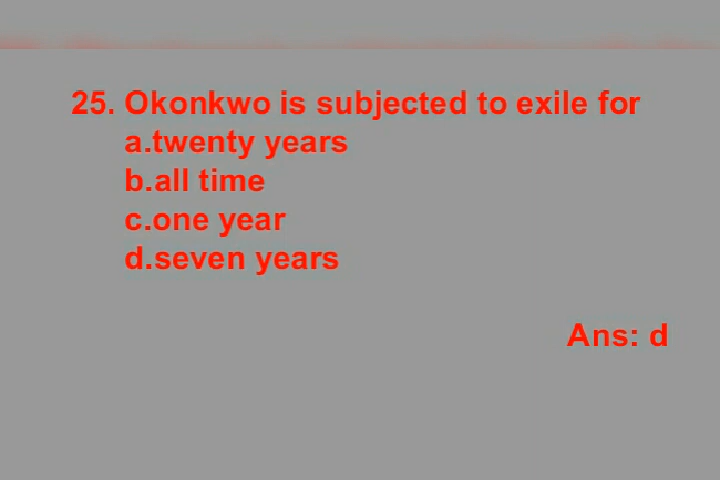 25. Okonkwo is subjected to exile for
a.twenty years
b.all time
c.one year
d.seven years
Ans: d